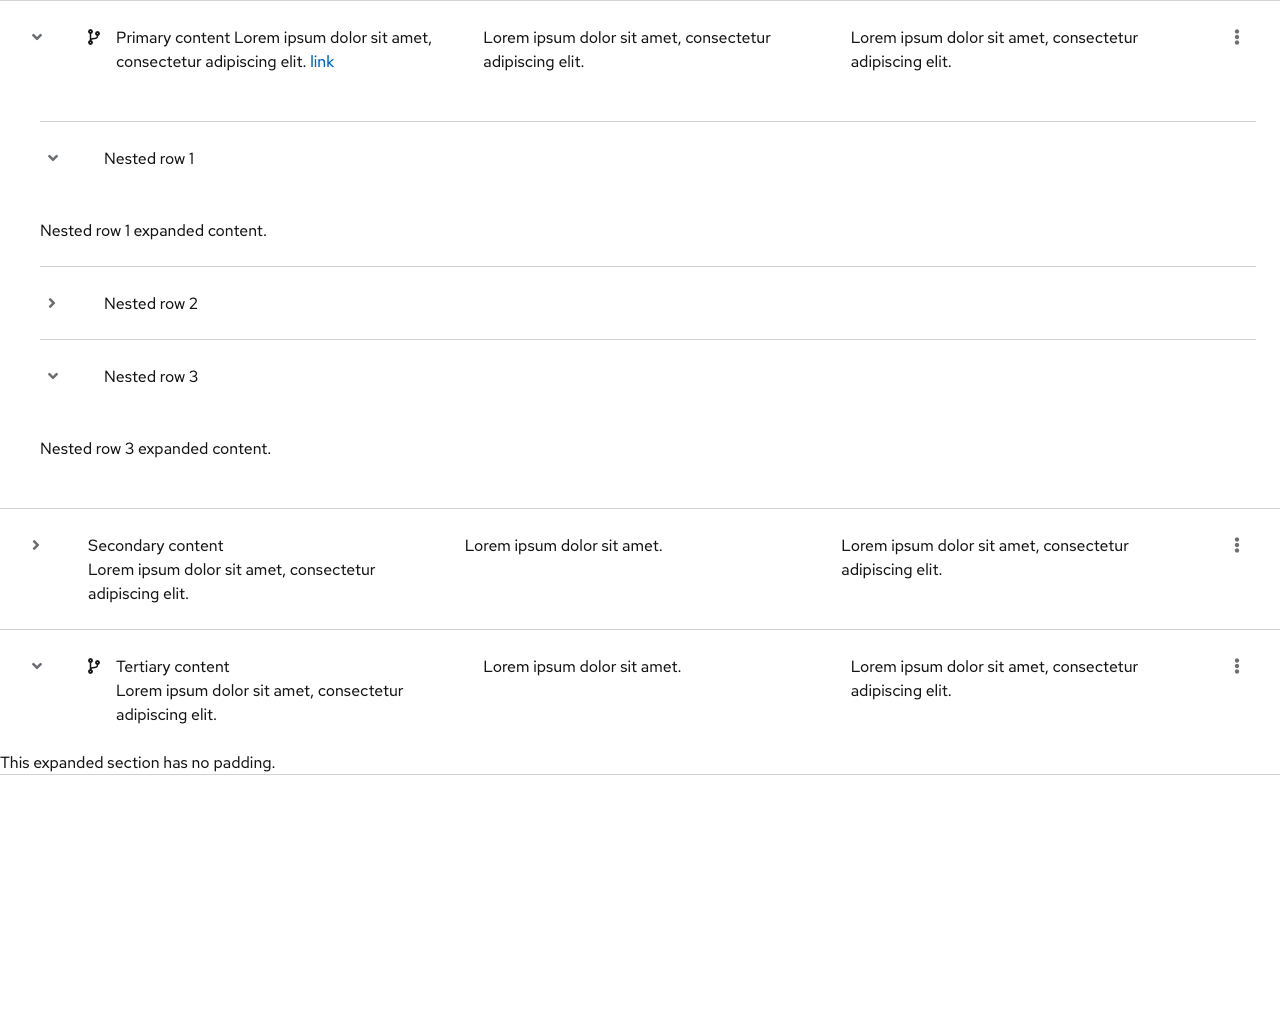 Primary content Lorem ipsum dolor sit amet,
consectetur adipiscing elit. link
Lorem ipsum dolor sit amet, consectetur
adipiscing elit.
Lorem ipsum dolor sit amet, consectetur
adipiscing elit.
Nested row 1
Nested row 1 expanded content.
Nested row 2
Nested row 3
Nested row 3 expanded content.
Secondary content
Lorem ipsum dolor sit amet, consectetur
adipiscing elit.
Lorem ipsum dolor sit amet.
Lorem ipsum dolor sit amet, consectetur
adipiscing elit.
Tertiary content
Lorem ipsum dolor sit amet, consectetur
adipiscing elit.
Lorem ipsum dolor sit amet.
Lorem ipsum dolor sit amet, consectetur
adipiscing elit.
This expanded section has no padding.